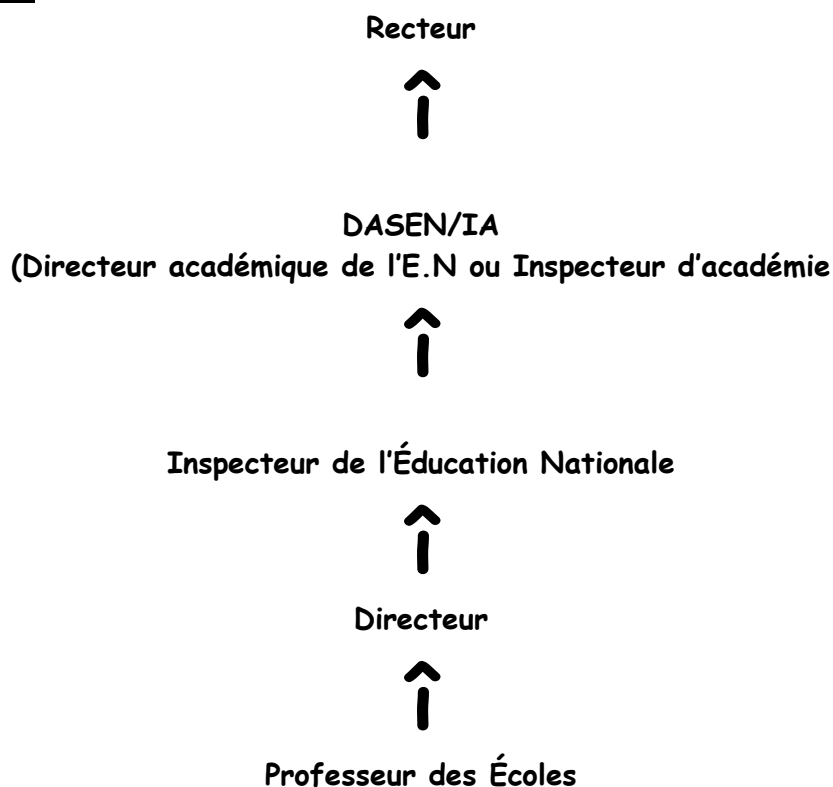 Recteur
DASEN/IA
(Directeur académique de l'E.N ou Inspecteur d'académie
Inspecteur de l'Éducation Nationale
Directeur
Professeur des Écoles